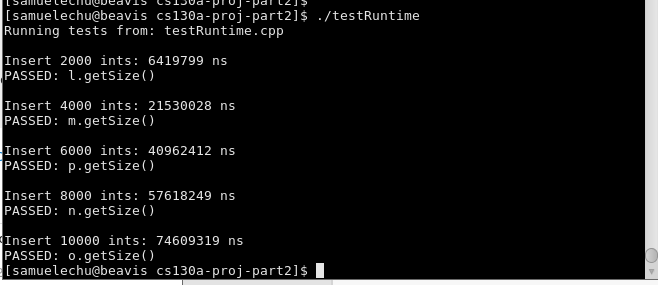 [samuelechu@beavis cs130a-proj-part2]$
[samuelechu@beavis cs130a-proj-part2]$ ./testRuntime
Running tests from: testRuntime.cpp
Insert 2000 ints: 6419799 ns
PASSED: l.getSize()
Insert 4000 ints: 21530028 ns
PASSED: m.getSize()
Insert 6000 ints: 40962412 ns
PASSED: p.getSize()
Insert 8000 ints: 57618249 ns
PASSED: n.getSize()
Insert 10000 ints: 74609319 ns
PASSED: o.getSize()
[samuelechu@beavis cs130a-proj-part2]$